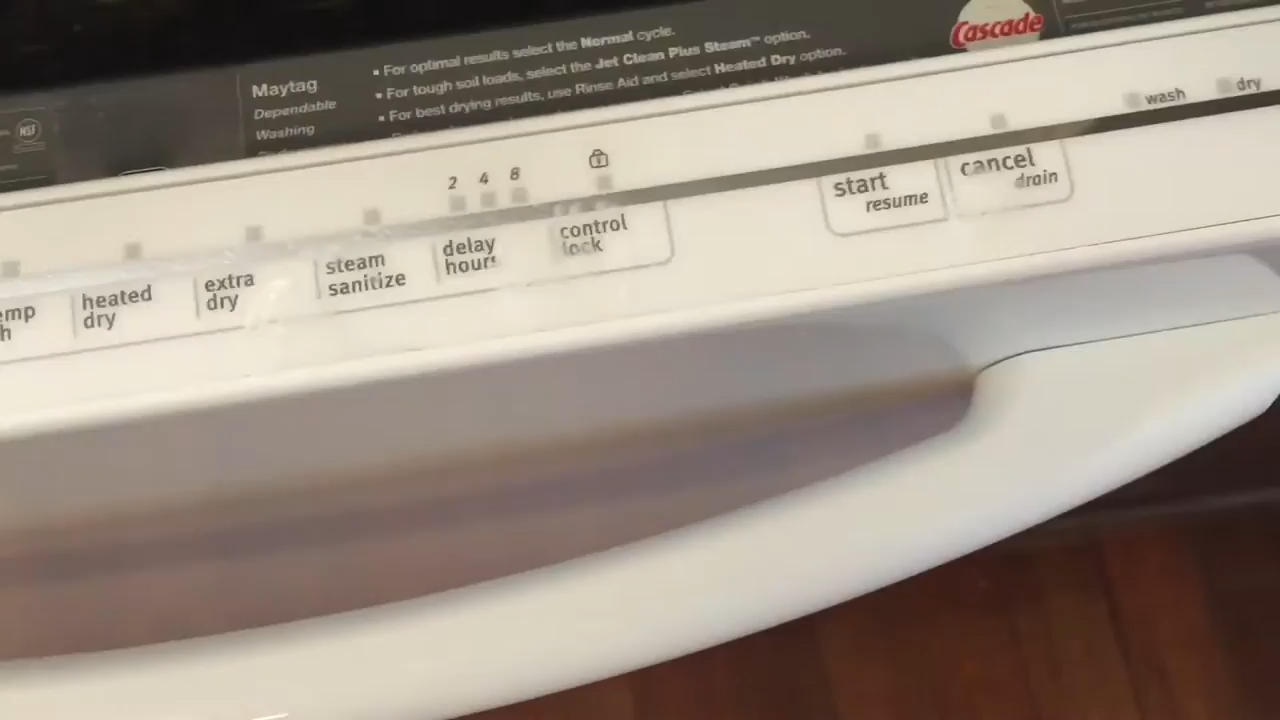 Cascade
Maytag
Dependable
Washing
• For optimal results select the Normal cycle.
• For tough soil loads, select the Jet Clean Plus Steam™ option.
• For best drying results, use Rinse Aid and select Heated Dry option.
NSF
wash
dry
2 4 8
heated
dry
extra
dry
steam
sanitize
delay
hours
control
lock
start
resume
cancel
drain